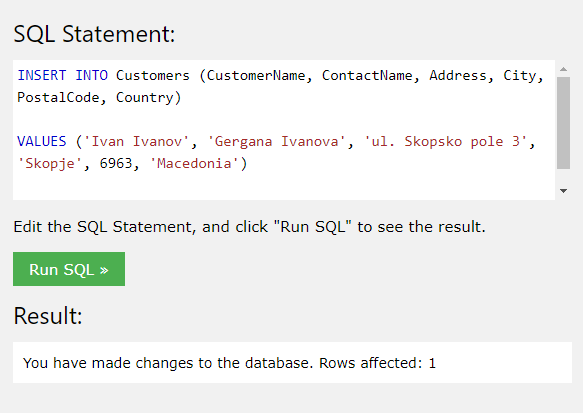 SQL Statement:
INSERT INTO Customers (CustomerName, ContactName, Address, City,
PostalCode, Country)
VALUES ('Ivan Ivanov', 'Gergana Ivanova', 'ul. Skopsko pole 3',
'Skopje', 6963, 'Macedonia')
Edit the SQL Statement, and click "Run SQL" to see the result.
Run SQL »
Result:
You have made changes to the database. Rows affected: 1